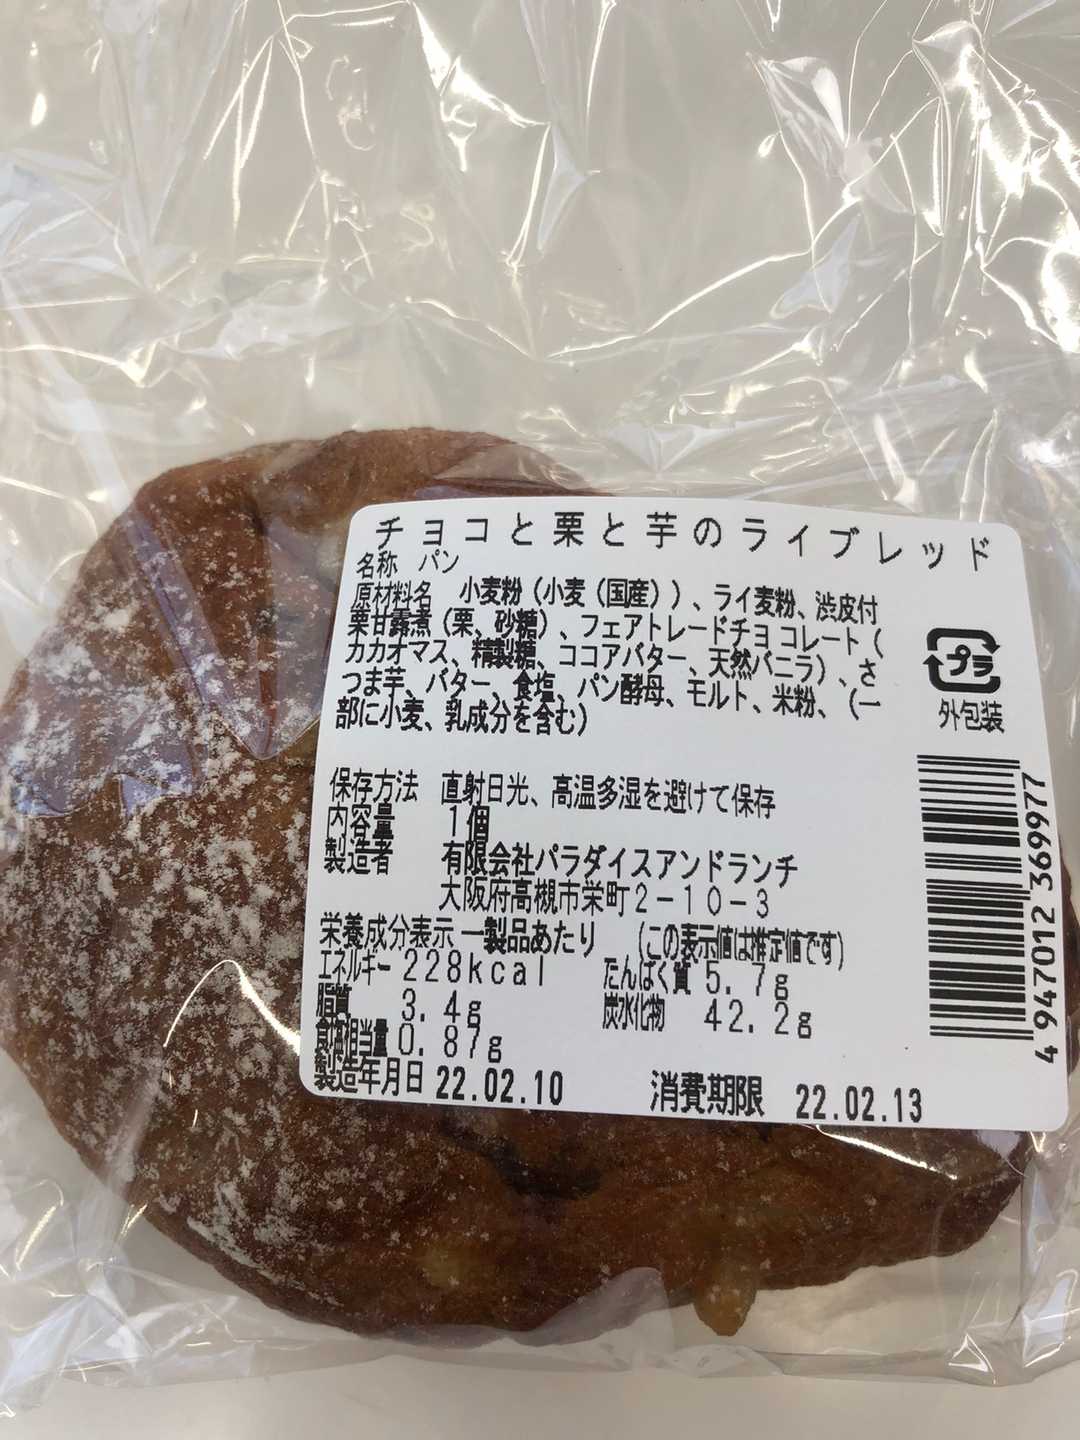 チョコと栗と芋のライブレッド
名称 パン
原材料名 小麦粉（小麦（国産））、ライ麦粉、渋皮付
栗甘露煮（栗、砂糖）、フェアトレードチョコレート（
カカオマス、精製糖、ココアバター、天然バニラ）、さ
つま芋、バター、食塩、パン酵母、モルト、米粉、（一
部に小麦、乳成分を含む）
プラ
外包装
保存方法 直射日光、高温多湿を避けて保存
内容量 1個
製造者 有限会社パラダイスアンドランチ
大阪府高槻市栄町2-10-3
栄養成分表示 一製品あたり (この表示値は推定値です)
エネルギー 228kcal たんぱく質 5.7g
脂質 3.4g 炭水化物 42.2g
食塩相当量 0.87g
製造年月日 22.02.10 消費期限 22.02.13
4 947012 369977